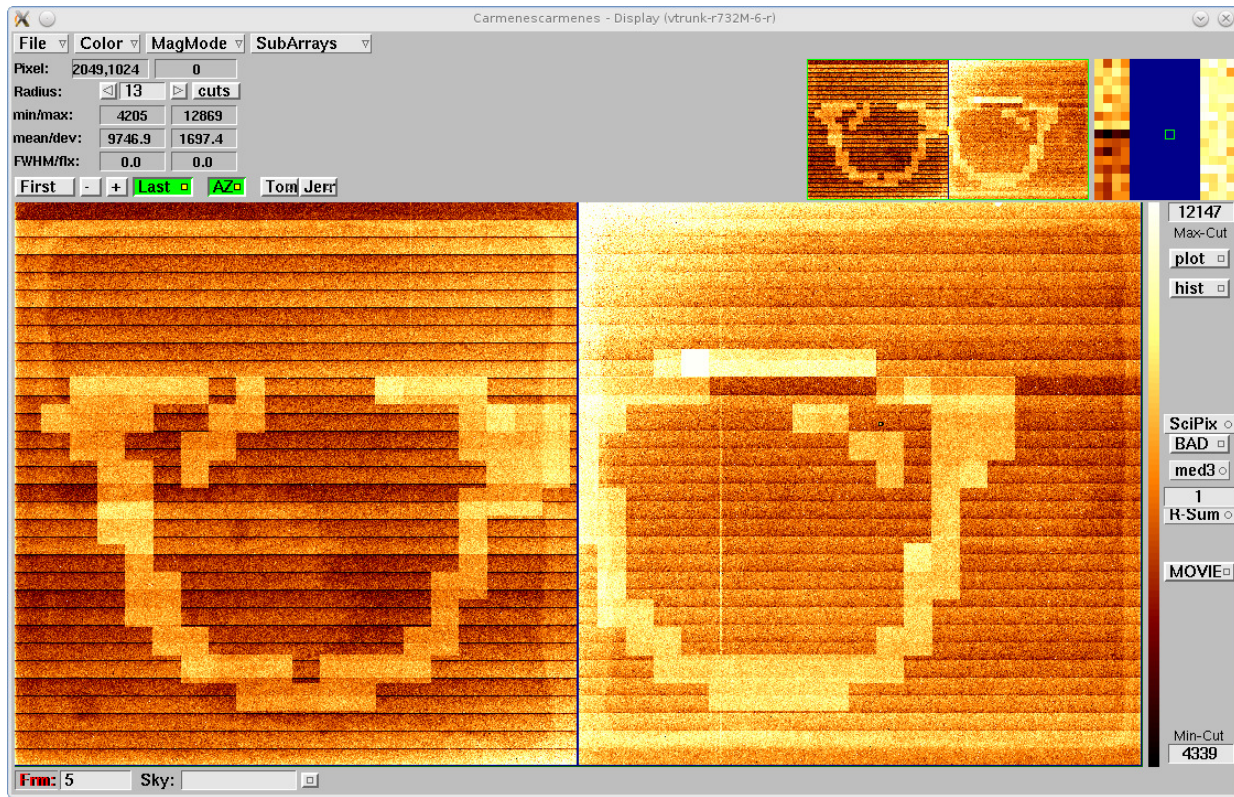 Carmenescarmenes - Display (vtrunk-r732M-6-r)
File Color MagMode SubArrays
Pixel: 2049,1024 0
Radius: 13 cuts
min/max: 4205 12869
mean/dev: 9746.9 1697.4
FWHM/flx: 0.0 0.0
First - + Last AZ Tom Jerr
12147
Max-Cut
plot
hist
SciPix
BAD
med3
1
R-Sum
MOVIE
Min-Cut
4339
Frm: 5 Sky: